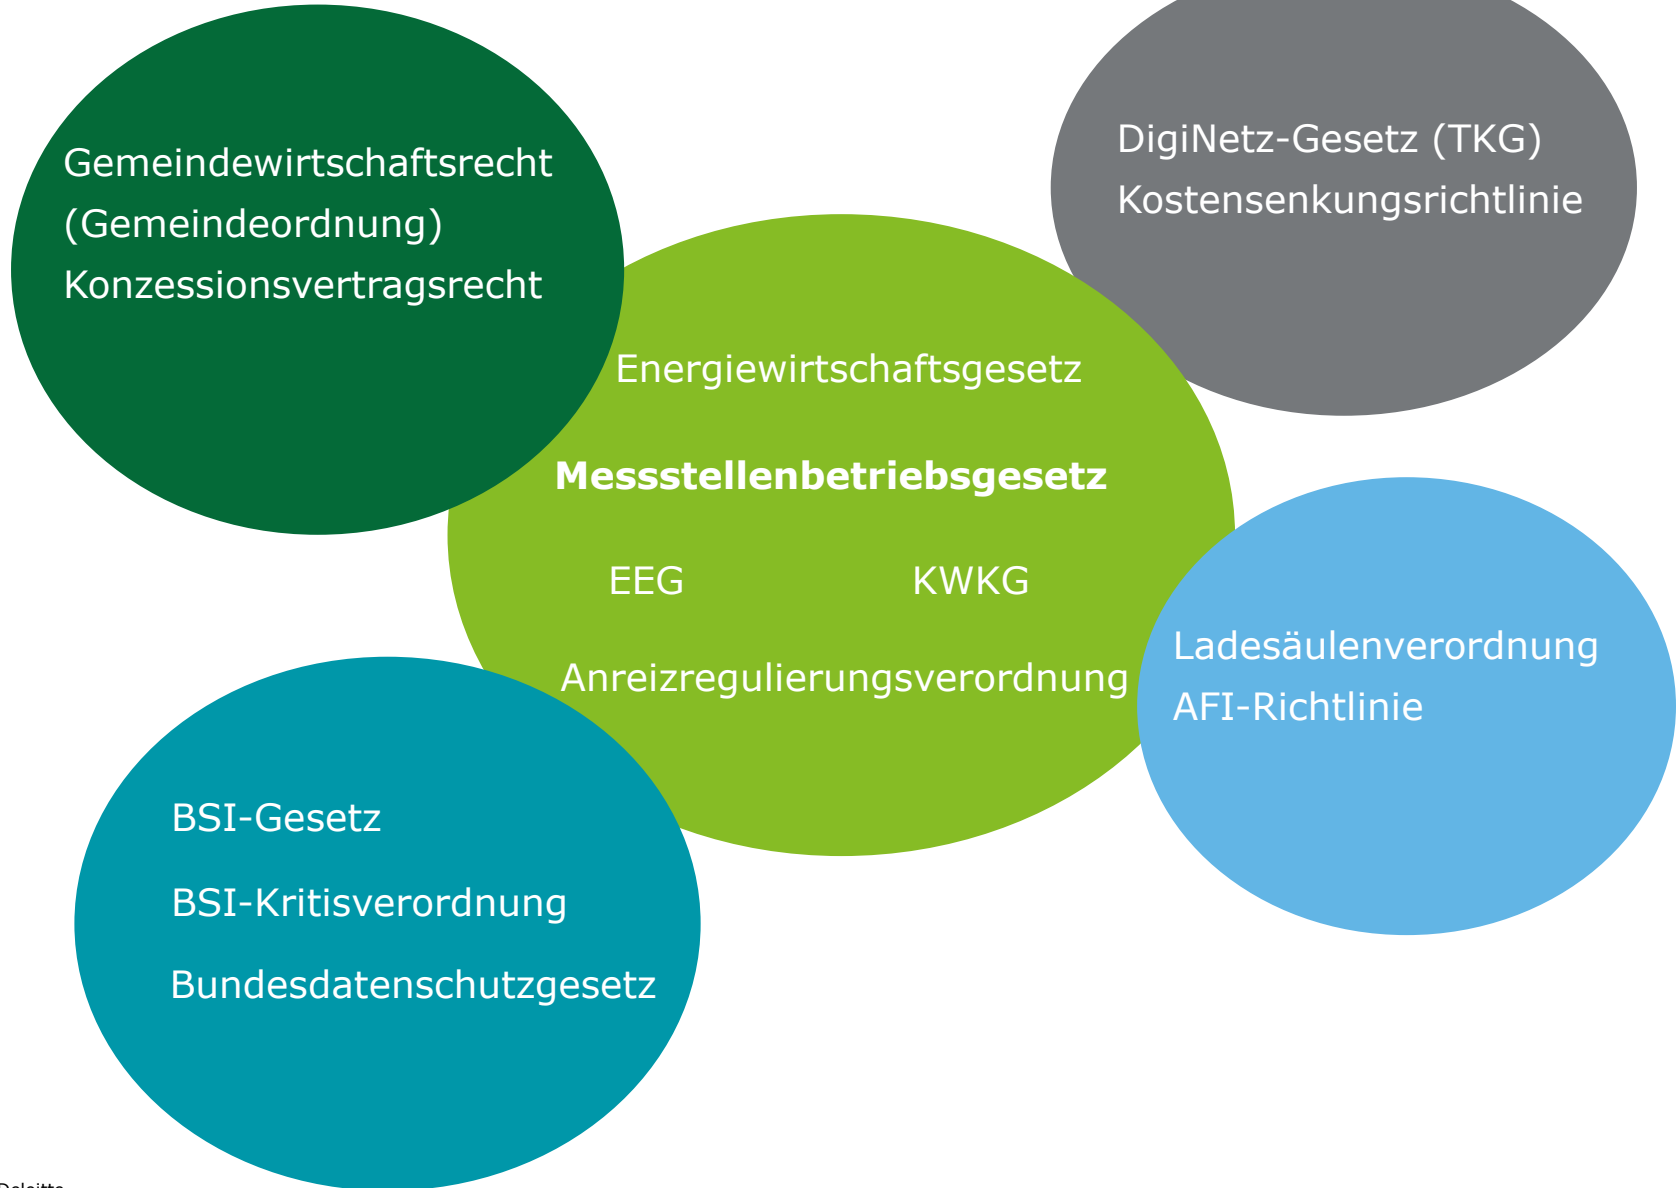 Gemeindewirtschaftsrecht
(Gemeindeordnung)
Konzessionsvertragsrecht
DigiNetz-Gesetz (TKG)
Kostensenkungsrichtlinie
Energiewirtschaftsgesetz
Messstellenbetriebsgesetz
EEG KWKG
Anreizregulierungsverordnung
Ladesäulenverordnung
AFI-Richtlinie
BSI-Gesetz
BSI-Kritisverordnung
Bundesdatenschutzgesetz
Deloitte